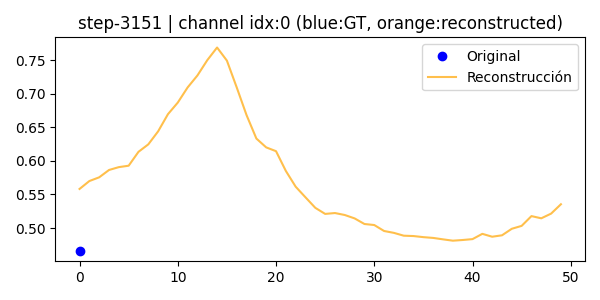 step-3151 | channel idx:0 (blue:GT, orange:reconstructed)
Original
Reconstrucción
0.75
0.70
0.65
0.60
0.55
0.50
0 10 20 30 40 50